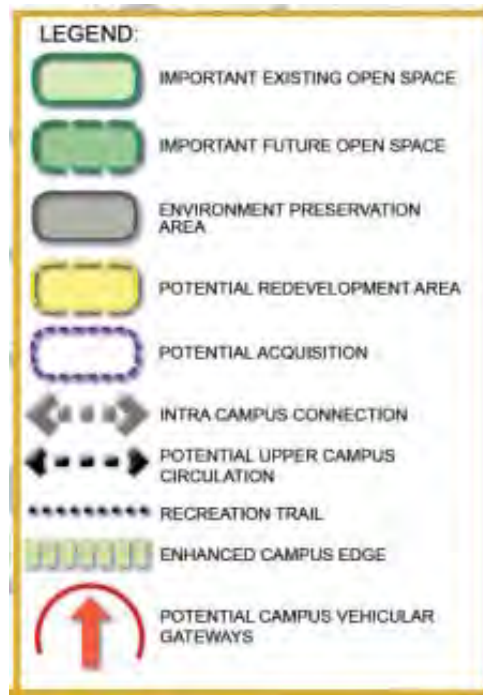 LEGEND:
IMPORTANT EXISTING OPEN SPACE
IMPORTANT FUTURE OPEN SPACE
ENVIRONMENT PRESERVATION
AREA
POTENTIAL REDEVELOPMENT AREA
POTENTIAL ACQUISITION
INTRA CAMPUS CONNECTION
POTENTIAL UPPER CAMPUS
CIRCULATION
RECREATION TRAIL
ENHANCED CAMPUS EDGE
POTENTIAL CAMPUS VEHICULAR
GATEWAYS